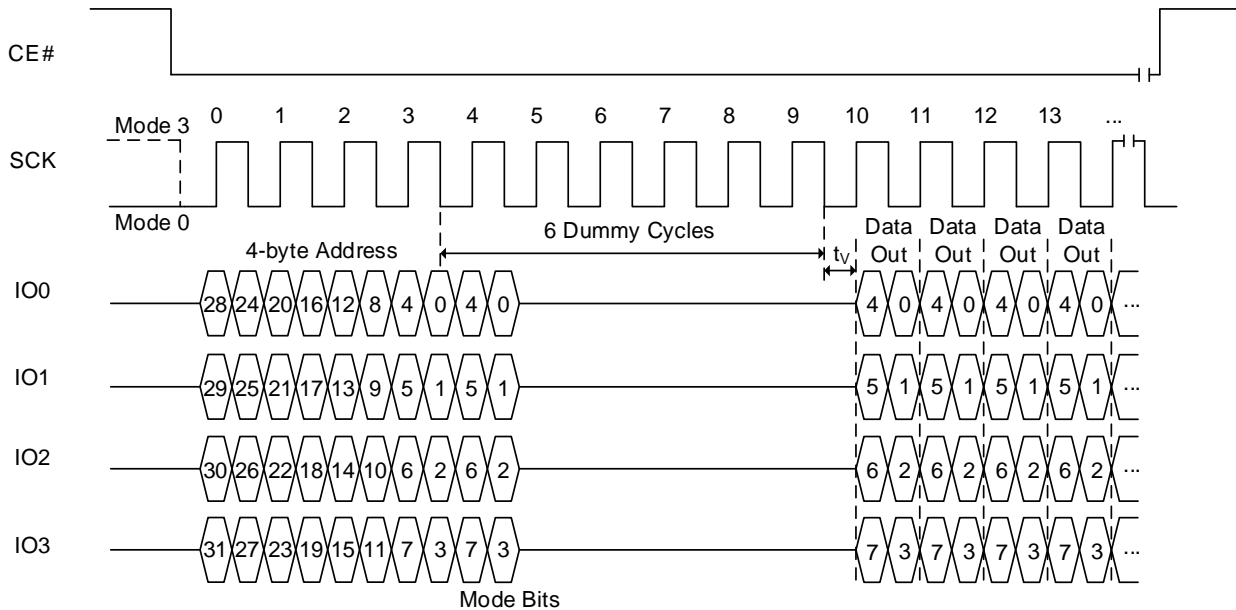 CE#
0 1 2 3 4 5 6 7 8 9 10 11 12 13 ...
Mode 3
SCK
Mode 0
6 Dummy Cycles
Data Out Data Out Data Out Data Out
4-byte Address
tV
IO0 28 24 20 16 12 8 4 0 4 0 4 0 4 0 4 0 4 0 ...
IO1 29 25 21 17 13 9 5 1 5 1 5 1 5 1 5 1 5 1 ...
IO2 30 26 22 18 14 10 6 2 6 2 6 2 6 2 6 2 6 2 ...
IO3 31 27 23 19 15 11 7 3 7 3 7 3 7 3 7 3 7 3 ...
Mode Bits